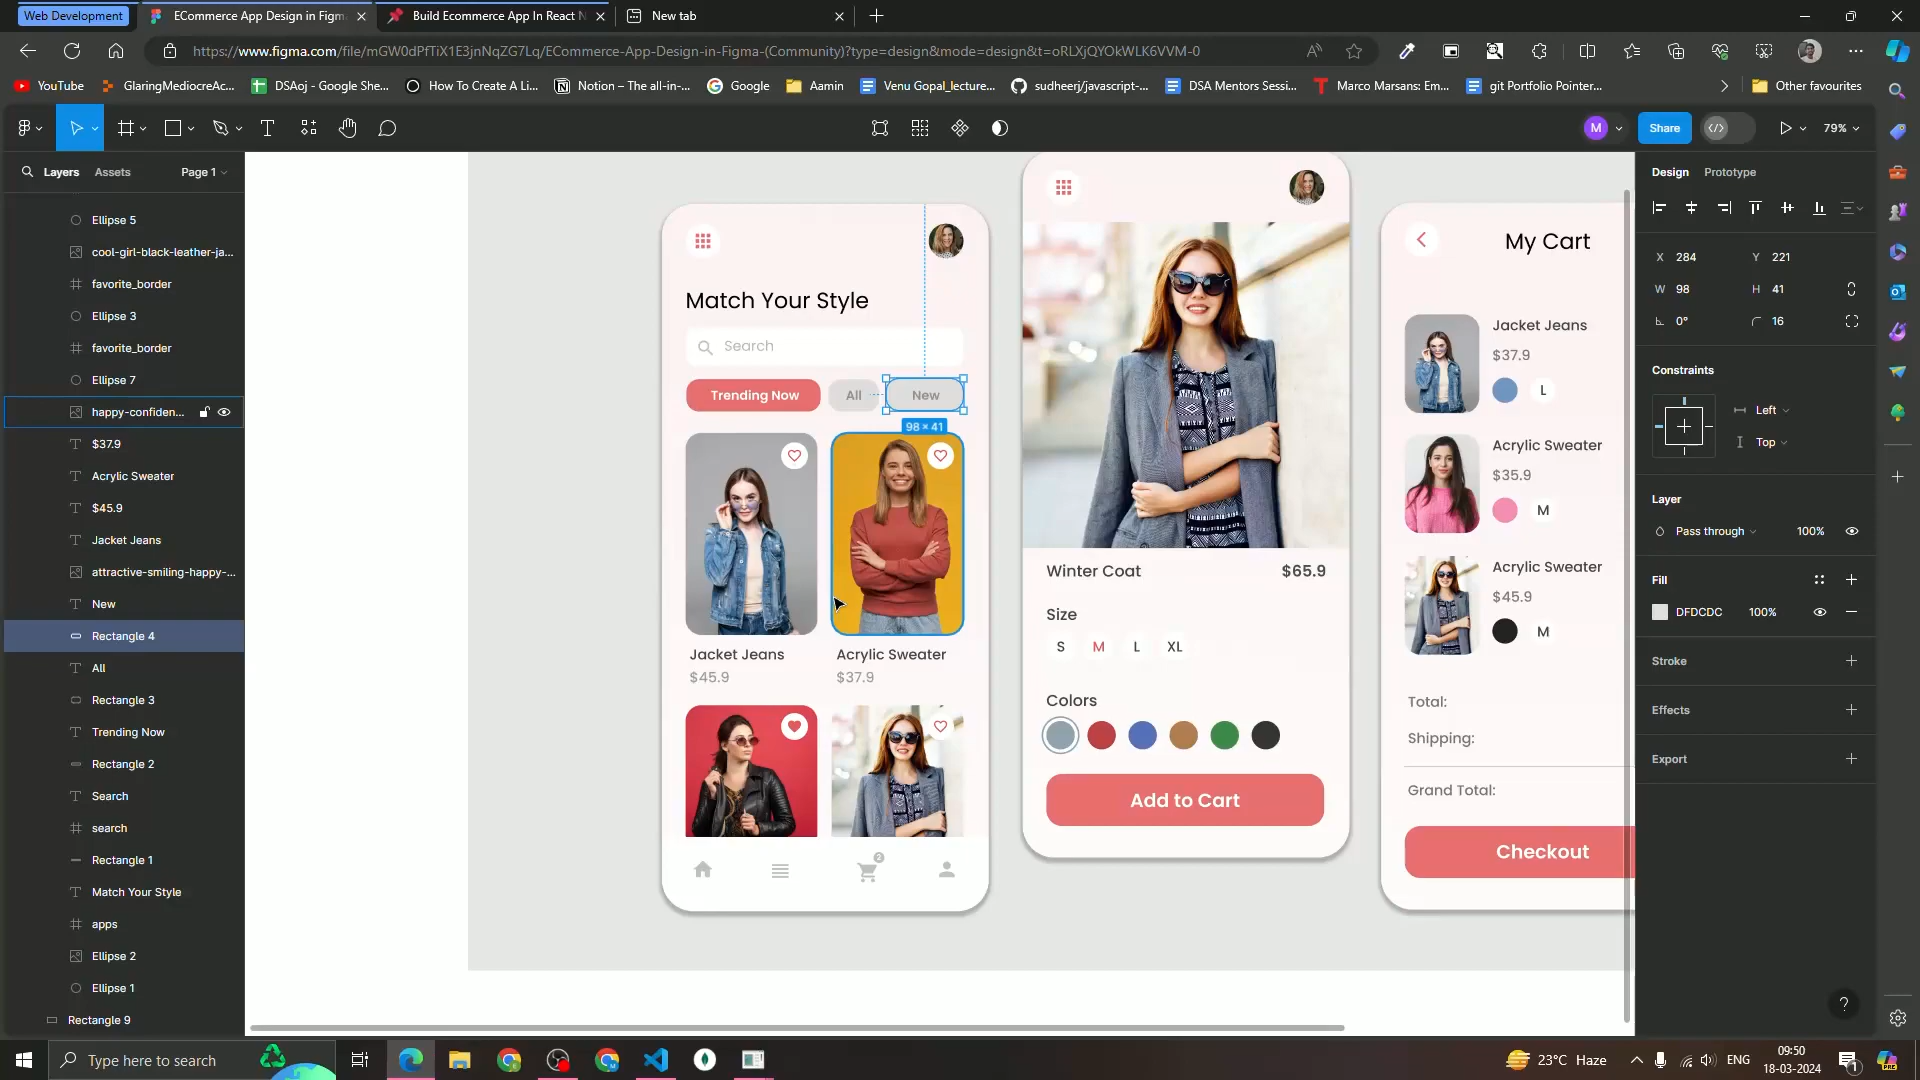 Web Development
ECommerce App Design in Figm
Build Ecommerce App In React N
New tab
https://www.figma.com/file/mGW0dPfTiX1E3jnNqZG7Lq/ECommerce-App-Design-in-Figma-(Community)?type=design&mode=design&t=oRLXjQYOkWLK6VVM-0
YouTube
GlaringMediocreAc...
DSAoj - Google She...
How To Create A Li...
Notion – The all-in-...
Google
Aamin
Venu Gopal_lecture...
sudheerj/javascript-...
DSA Mentors Sessi...
Marco Marsans: Em...
git Portfolio Pointer...
Other favourites
M
Share
79%
Layers
Assets
Page 1
Ellipse 5
cool-girl-black-leather-ja...
favorite_border
Ellipse 3
favorite_border
Ellipse 7
happy-confiden...
$37.9
Acrylic Sweater
$45.9
Jacket Jeans
attractive-smiling-happy-...
New
Rectangle 4
All
Rectangle 3
Trending Now
Rectangle 2
Search
search
Rectangle 1
Match Your Style
apps
Ellipse 2
Ellipse 1
Rectangle 9
Match Your Style
Search
Trending Now
All
New
98 × 41
Jacket Jeans
$45.9
Acrylic Sweater
$37.9
2
Winter Coat
$65.9
Size
S
M
L
XL
Colors
Add to Cart
My Cart
Jacket Jeans
$37.9
L
Acrylic Sweater
$35.9
M
Acrylic Sweater
$45.9
M
Total:
Shipping:
Grand Total:
Checkout
Design
Prototype
X 284
Y 221
W 98
H 41
0°
16
Constraints
Left
Top
Layer
Pass through
100%
Fill
DFDCDC
100%
Stroke
Effects
Export
?
Type here to search
23°C Haze
ENG
09:50
18-03-2024
1